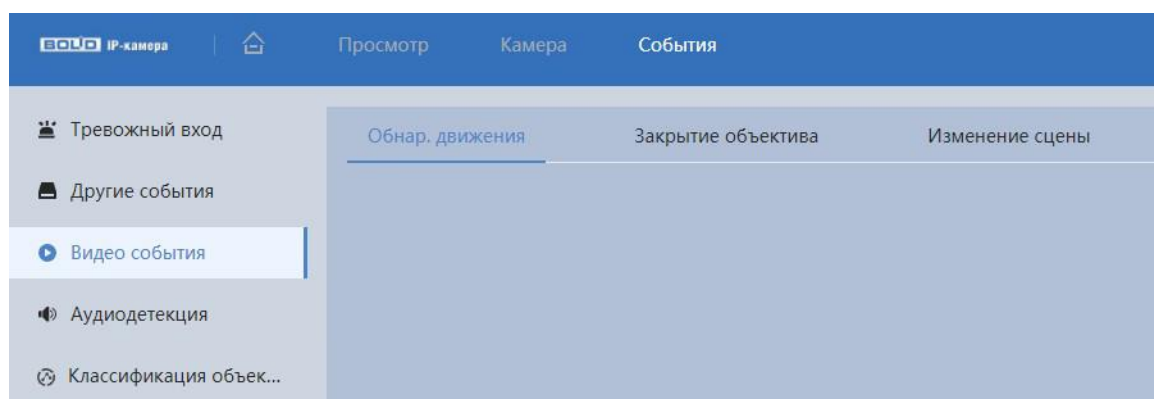 BOLID IP-камера
Просмотр Камера События
Тревожный вход
Обнар. движения Закрытие объектива Изменение сцены
Другие события
Видео события
Аудиодетекция
Классификация объек...